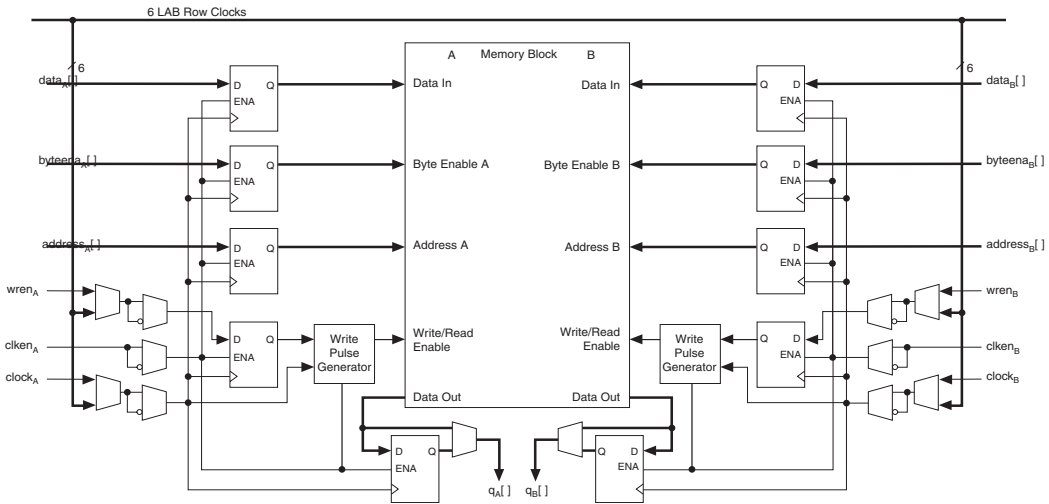 6 LAB Row Clocks
A Memory Block B
6
6
data_A[ ]
D Q
ENA
Data In
Data In
Q D
ENA
data_B[ ]
byteena_A[ ]
D Q
ENA
Byte Enable A
Byte Enable B
Q D
ENA
byteena_B[ ]
address_A[ ]
D Q
ENA
Address A
Address B
Q D
ENA
address_B[ ]
wren_A
wren_B
clken_A
D Q
ENA
Write
Pulse
Generator
Write/Read
Enable
Write/Read
Enable
Write
Pulse
Generator
Q D
ENA
clken_B
clock_A
clock_B
Data Out
Data Out
D Q
ENA
q_A[ ]
q_B[ ]
Q D
ENA